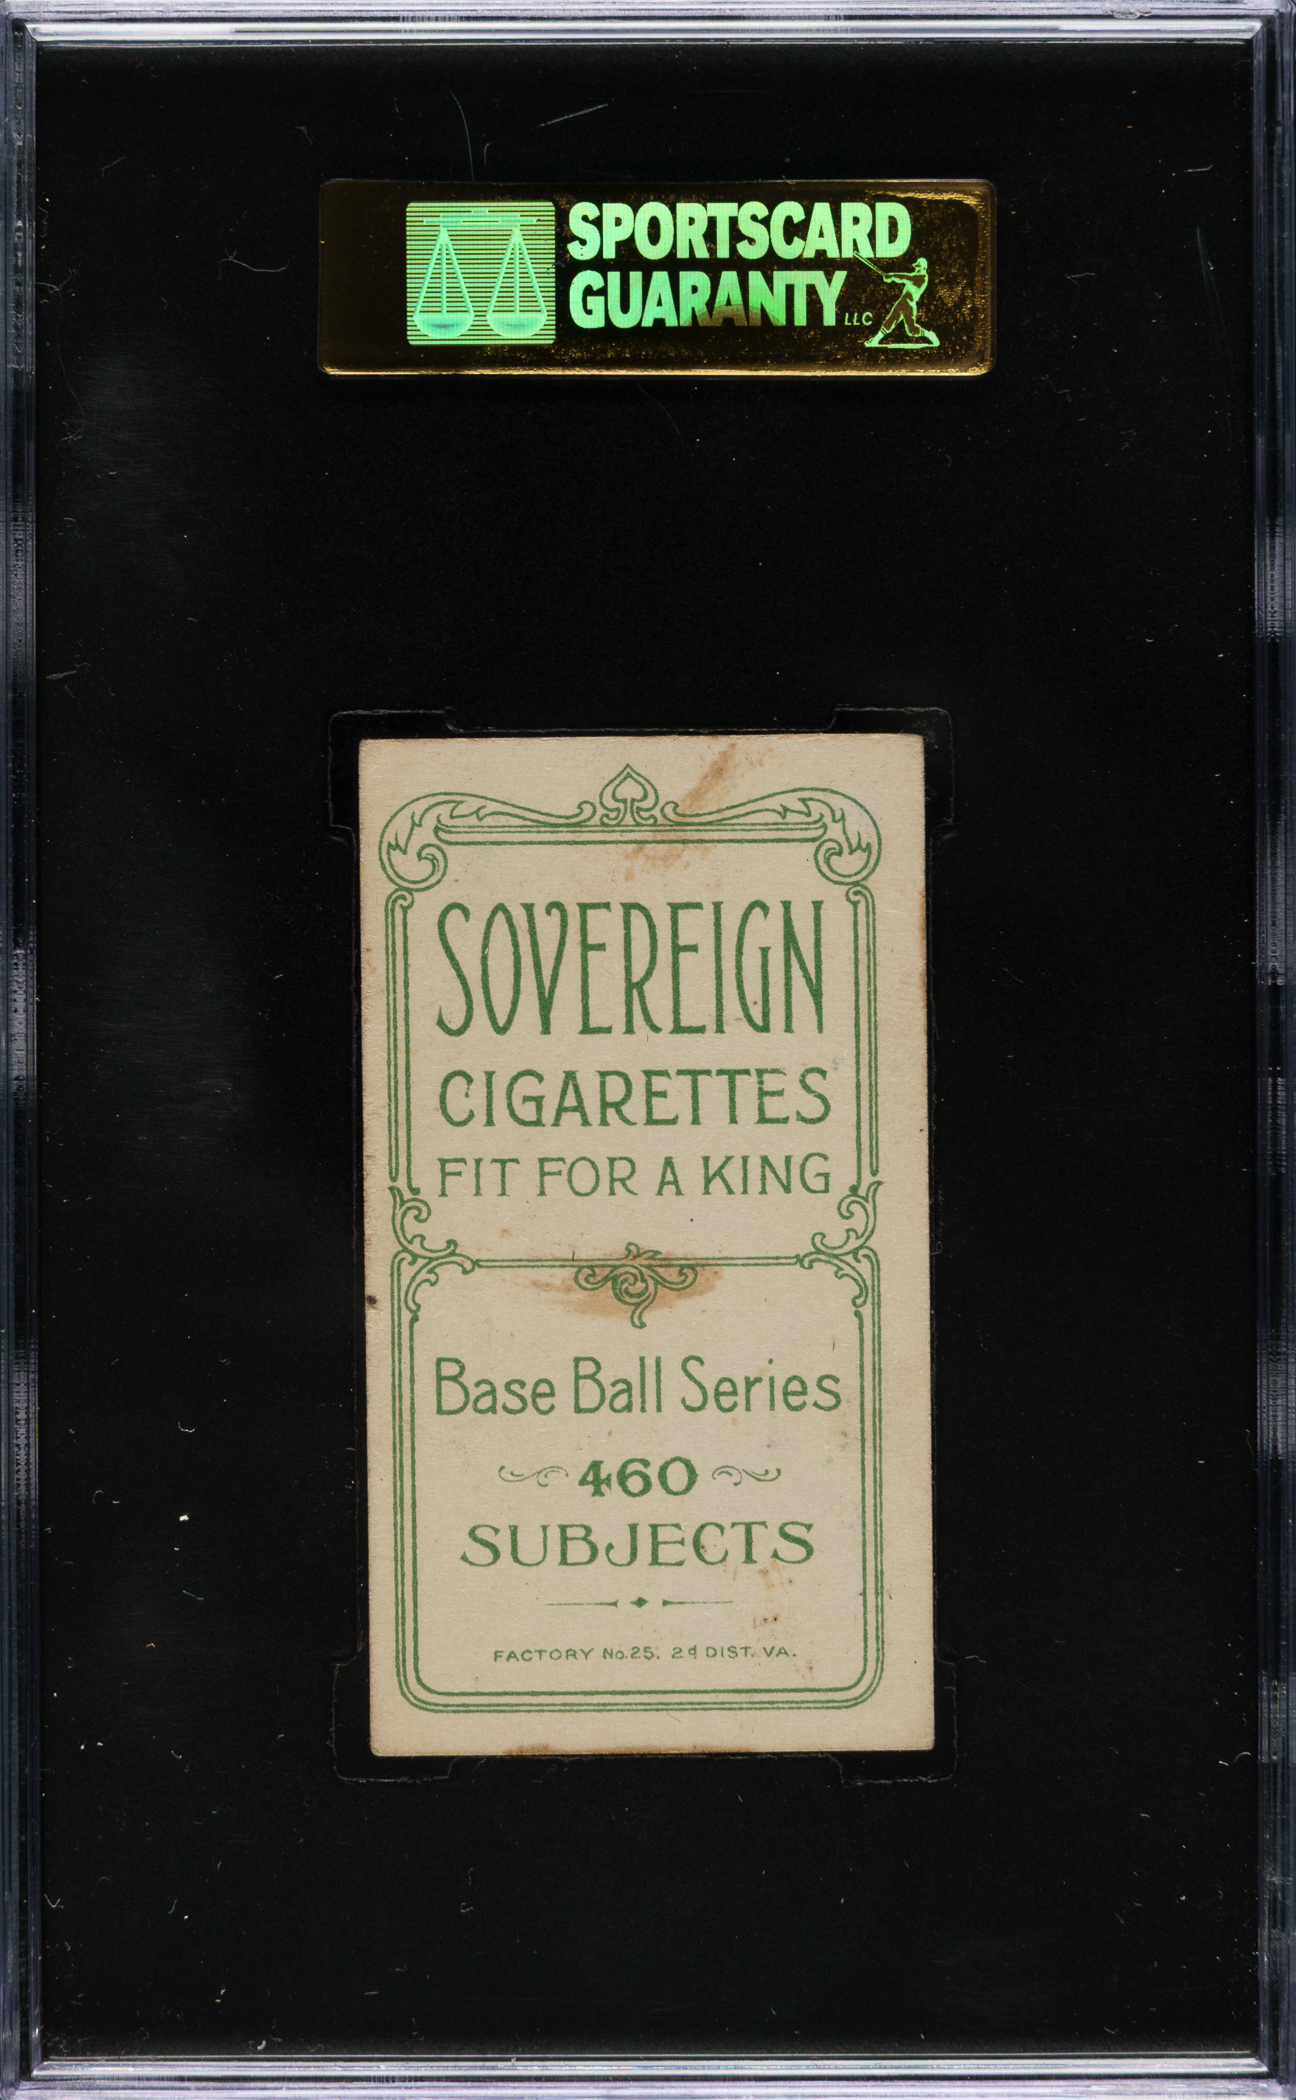 SPORTSCARD
GUARANTY LLC
SOVEREIGN
CIGARETTES
FIT FOR A KING
Base Ball Series
460
SUBJECTS
FACTORY No. 25, 2d DIST. VA.